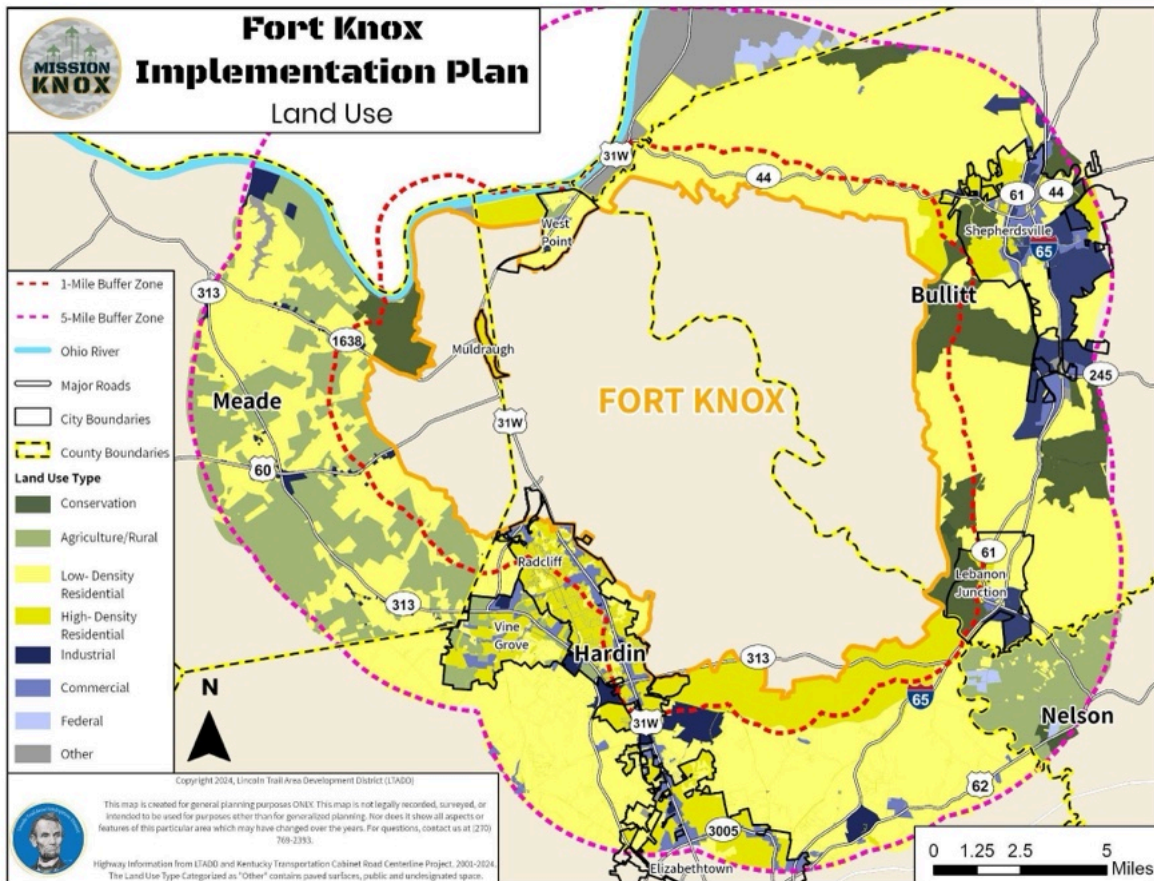 MISSION
KNOX
Fort Knox
Implementation Plan
Land Use
31W
44
61
44
West
Point
Shepherdsville
65
313
Bullitt
1638
Muldraugh
245
FORT KNOX
Meade
31W
60
61
Radcliff
Lebanon
Junction
313
Vine
Grove
Hardin
313
65
Nelson
31W
62
3005
Elizabethtown
1-Mile Buffer Zone
5-Mile Buffer Zone
Ohio River
Major Roads
City Boundaries
County Boundaries
Land Use Type
Conservation
Agriculture/Rural
Low- Density
Residential
High- Density
Residential
Industrial
Commercial
Federal
Other
N
Copyright 2024, Lincoln Trail Area Development District (LTADD)
This map is created for general planning purposes ONLY. This map is not legally recorded, surveyed, or
intended to be used for purposes other than for generalized planning. Nor does it show all aspects or
features of this particular area which may have changed over the years. For questions, contact us at (270)
769-2393.
Highway Information from LTADD and Kentucky Transportation Cabinet Road Centerline Project, 2001-2024.
The Land Use Type Categorized as "Other" contains paved surfaces, public and undesignated space.
0 1.25 2.5 5
Miles